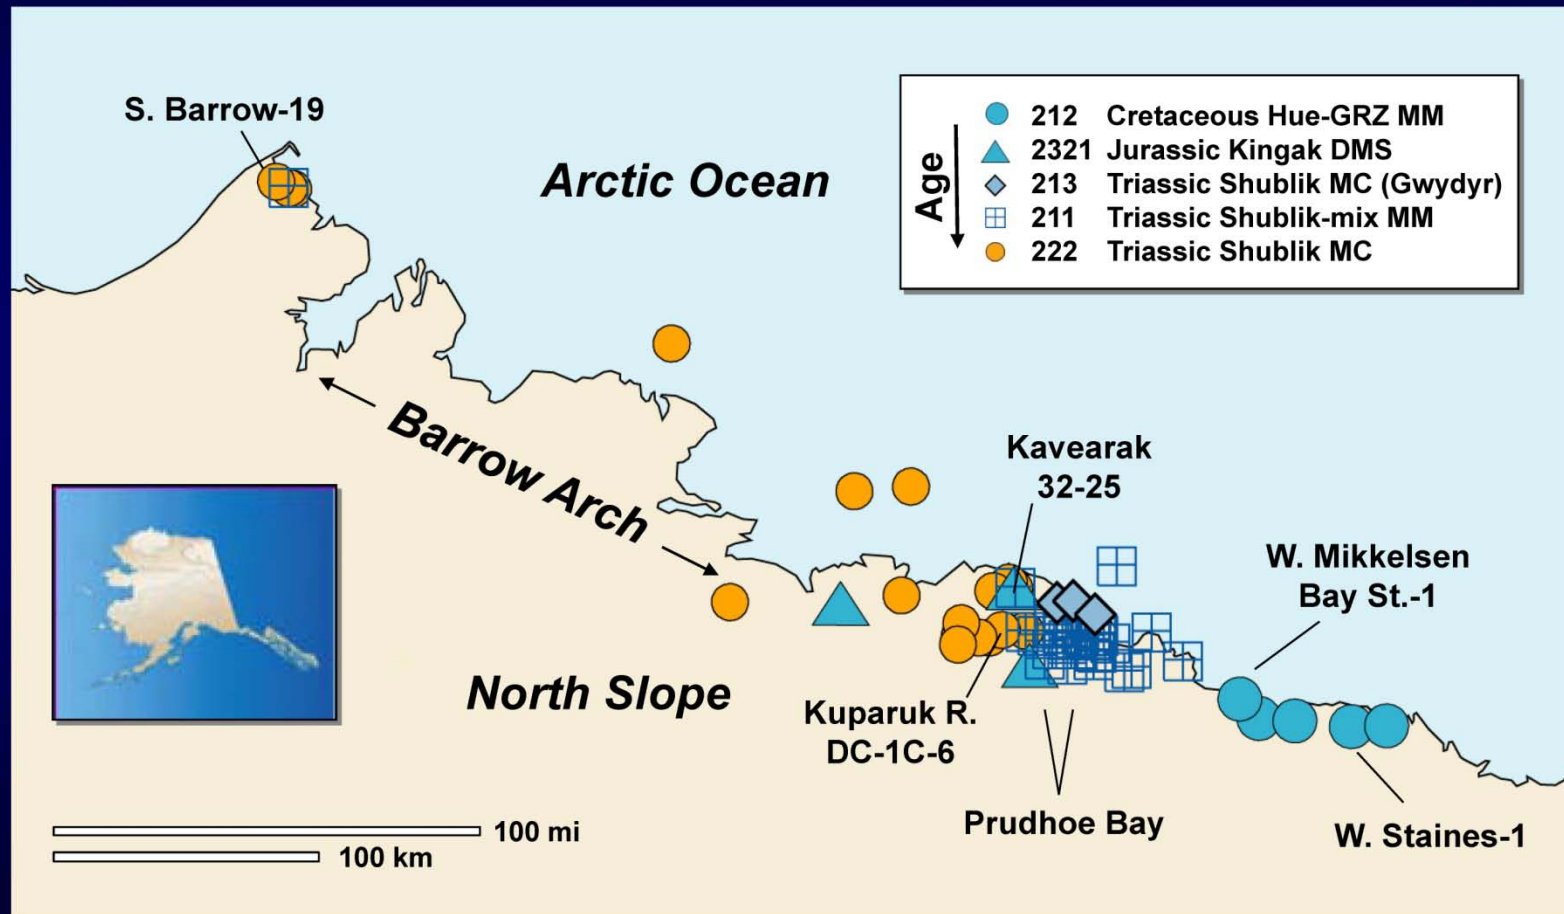 S. Barrow-19
Arctic Ocean
Age
212 Cretaceous Hue-GRZ MM
2321 Jurassic Kingak DMS
213 Triassic Shublik MC (Gwydyr)
211 Triassic Shublik-mix MM
222 Triassic Shublik MC
Barrow Arch
Kavearak
32-25
W. Mikkelsen
Bay St.-1
North Slope
Kuparuk R.
DC-1C-6
Prudhoe Bay
W. Staines-1
100 mi
100 km